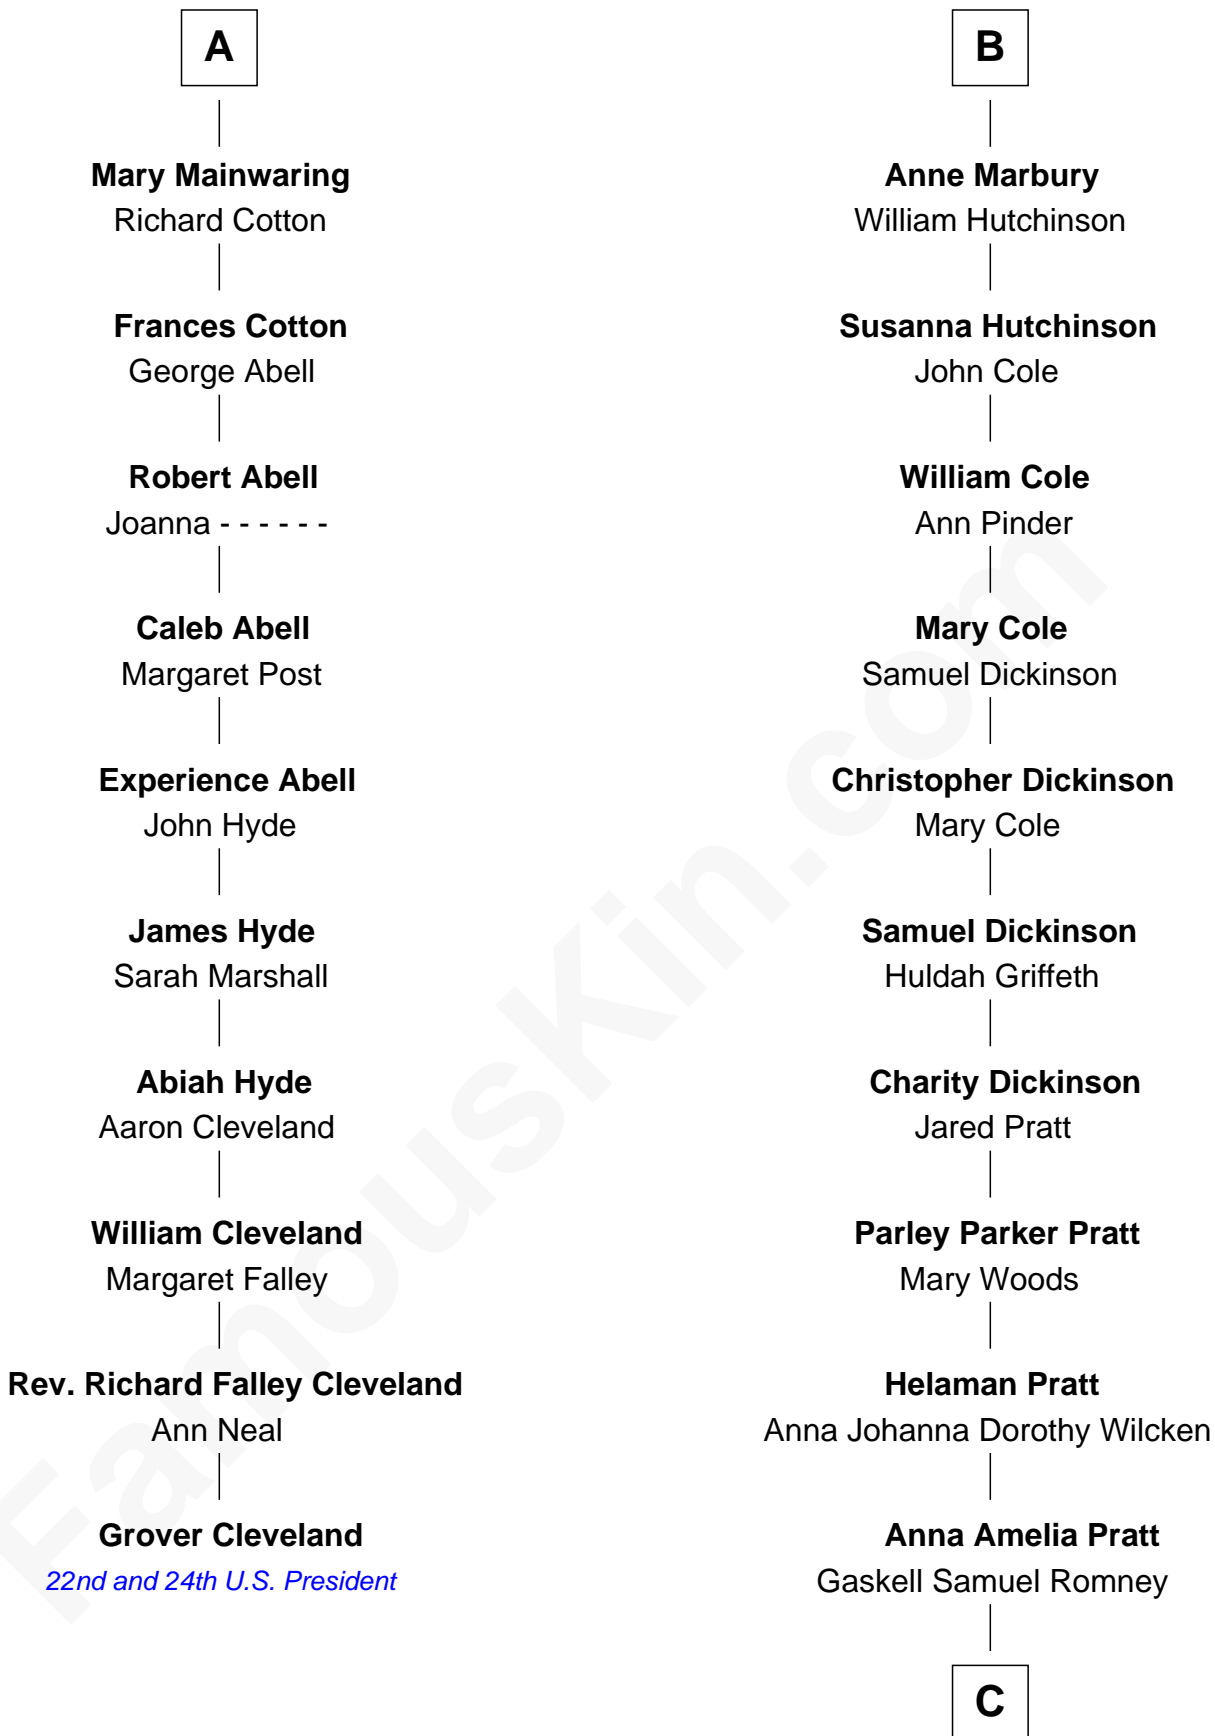 A
Mary Mainwaring
Richard Cotton
Frances Cotton
George Abell
Robert Abell
Joanna - - - - - -
Caleb Abell
Margaret Post
Experience Abell
John Hyde
James Hyde
Sarah Marshall
Abiah Hyde
Aaron Cleveland
William Cleveland
Margaret Falley
Rev. Richard Falley Cleveland
Ann Neal
Grover Cleveland
22nd and 24th U.S. President
B
Anne Marbury
William Hutchinson
Susanna Hutchinson
John Cole
William Cole
Ann Pinder
Mary Cole
Samuel Dickinson
Christopher Dickinson
Mary Cole
Samuel Dickinson
Huldah Griffeth
Charity Dickinson
Jared Pratt
Parley Parker Pratt
Mary Woods
Helaman Pratt
Anna Johanna Dorothy Wilcken
Anna Amelia Pratt
Gaskell Samuel Romney
C
FamousKin.com